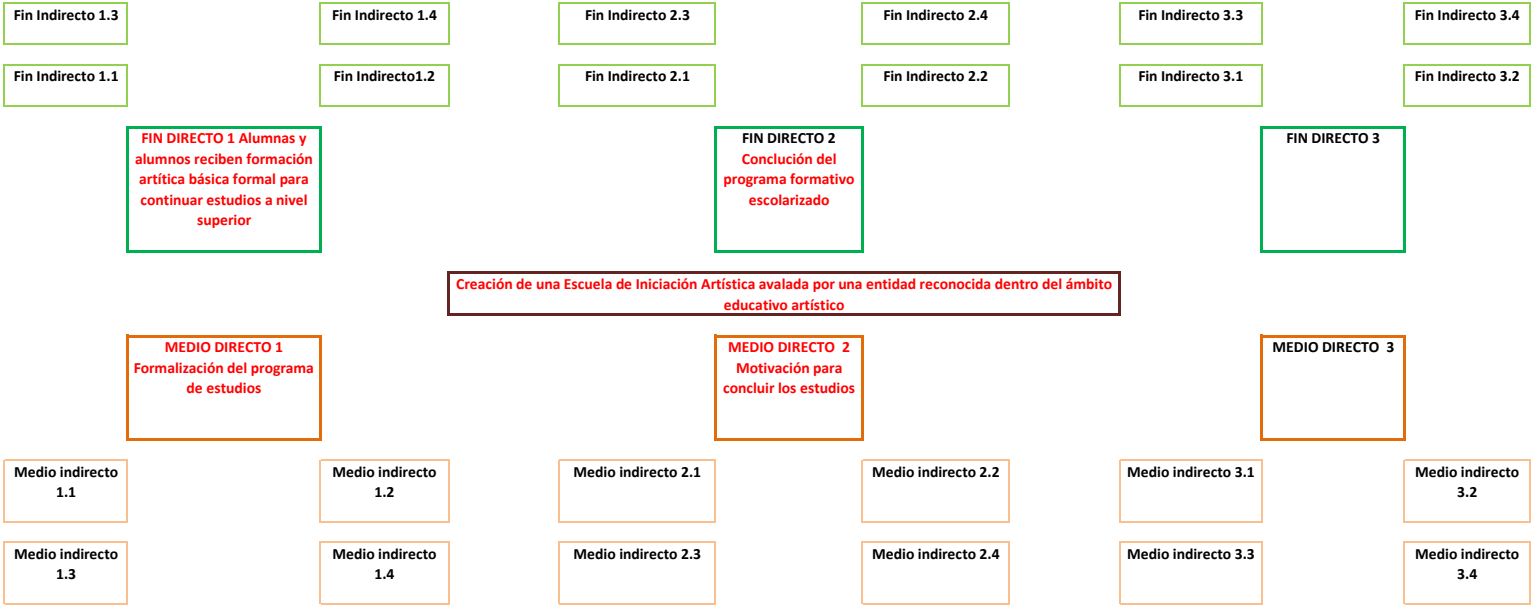 Fin Indirecto 1.3
Fin Indirecto 1.4
Fin Indirecto 2.3
Fin Indirecto 2.4
Fin Indirecto 3.3
Fin Indirecto 3.4
Fin Indirecto 1.1
Fin Indirecto1.2
Fin Indirecto 2.1
Fin Indirecto 2.2
Fin Indirecto 3.1
Fin Indirecto 3.2
FIN DIRECTO 1 Alumnas y
alumnos reciben formación
artítica básica formal para
continuar estudios a nivel
superior
FIN DIRECTO 2
Conclución del
programa formativo
escolarizado
FIN DIRECTO 3
Creación de una Escuela de Iniciación Artística avalada por una entidad reconocida dentro del ámbito
educativo artístico
MEDIO DIRECTO 1
Formalización del programa
de estudios
MEDIO DIRECTO 2
Motivación para
concluir los estudios
MEDIO DIRECTO 3
Medio indirecto
1.1
Medio indirecto
1.2
Medio indirecto 2.1
Medio indirecto 2.2
Medio indirecto 3.1
Medio indirecto
3.2
Medio indirecto
1.3
Medio indirecto
1.4
Medio indirecto 2.3
Medio indirecto 2.4
Medio indirecto 3.3
Medio indirecto
3.4